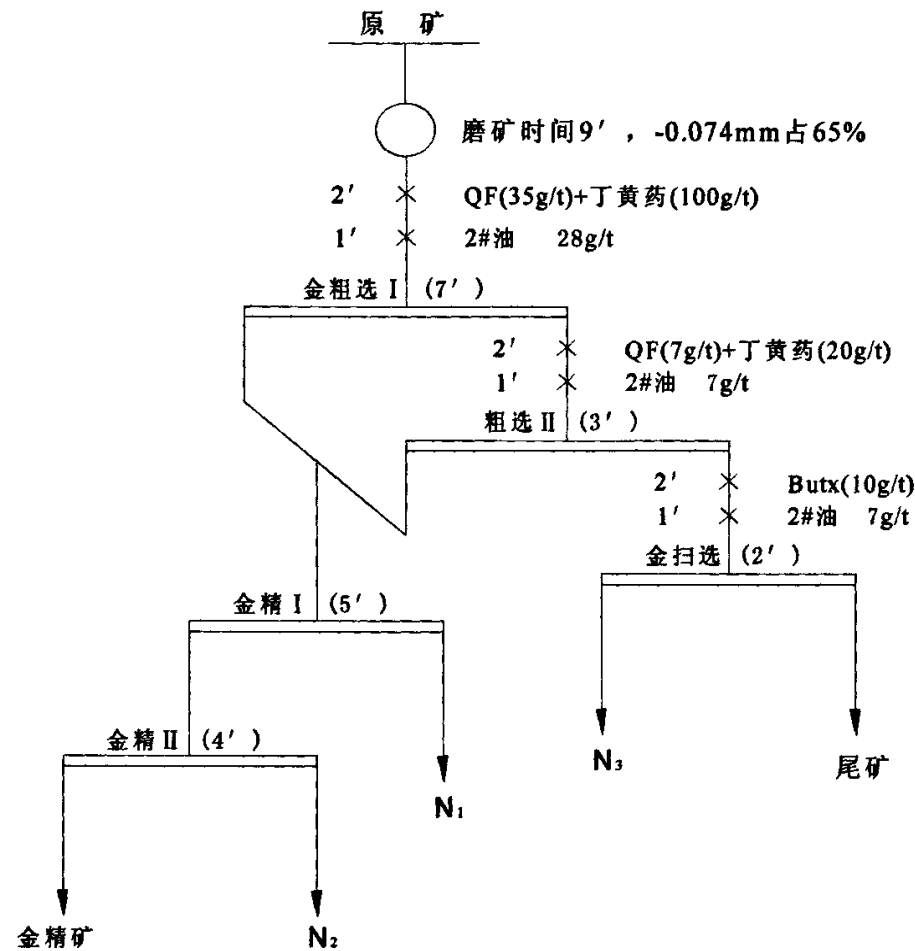 原 矿
磨矿时间9′，-0.074mm占65%
2′ QF(35g/t)+丁黄药(100g/t)
1′ 2#油 28g/t
金粗选Ⅰ(7′)
2′ QF(7g/t)+丁黄药(20g/t)
1′ 2#油 7g/t
粗选Ⅱ(3′)
2′ Butx(10g/t)
1′ 2#油 7g/t
金扫选(2′)
金精Ⅰ(5′)
金精Ⅱ(4′)
N₃
尾矿
N₁
金精矿
N₂